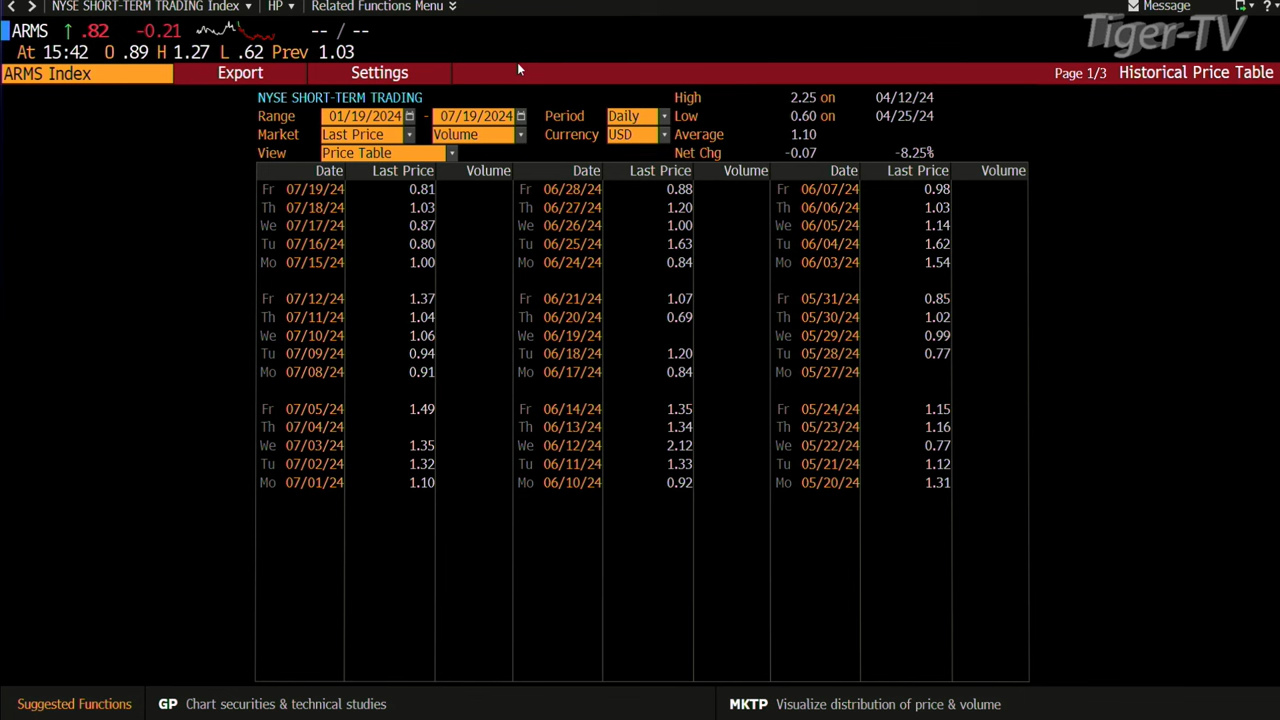 NYSE SHORT-TERM TRADING Index HP Related Functions Menu Message ?
Tiger-TV
ARMS ↑ .82 -0.21 -- / --
At 15:42 O .89 H 1.27 L .62 Prev 1.03
ARMS Index Export Settings Page 1/3 Historical Price Table
NYSE SHORT-TERM TRADING High 2.25 on 04/12/24
Range 01/19/2024 - 07/19/2024 Period Daily Low 0.60 on 04/25/24
Market Last Price Volume Currency USD Average 1.10
View Price Table Net Chg -0.07 -8.25%
Date Last Price Volume Date Last Price Volume Date Last Price Volume
Fr 07/19/24 0.81 Fr 06/28/24 0.88 Fr 06/07/24 0.98
Th 07/18/24 1.03 Th 06/27/24 1.20 Th 06/06/24 1.03
We 07/17/24 0.87 We 06/26/24 1.00 We 06/05/24 1.14
Tu 07/16/24 0.80 Tu 06/25/24 1.63 Tu 06/04/24 1.62
Mo 07/15/24 1.00 Mo 06/24/24 0.84 Mo 06/03/24 1.54
Fr 07/12/24 1.37 Fr 06/21/24 1.07 Fr 05/31/24 0.85
Th 07/11/24 1.04 Th 06/20/24 0.69 Th 05/30/24 1.02
We 07/10/24 1.06 We 06/19/24 We 05/29/24 0.99
Tu 07/09/24 0.94 Tu 06/18/24 1.20 Tu 05/28/24 0.77
Mo 07/08/24 0.91 Mo 06/17/24 0.84 Mo 05/27/24
Fr 07/05/24 1.49 Fr 06/14/24 1.35 Fr 05/24/24 1.15
Th 07/04/24 Th 06/13/24 1.34 Th 05/23/24 1.16
We 07/03/24 1.35 We 06/12/24 2.12 We 05/22/24 0.77
Tu 07/02/24 1.32 Tu 06/11/24 1.33 Tu 05/21/24 1.12
Mo 07/01/24 1.10 Mo 06/10/24 0.92 Mo 05/20/24 1.31
Suggested Functions GP Chart securities & technical studies MKTP Visualize distribution of price & volume